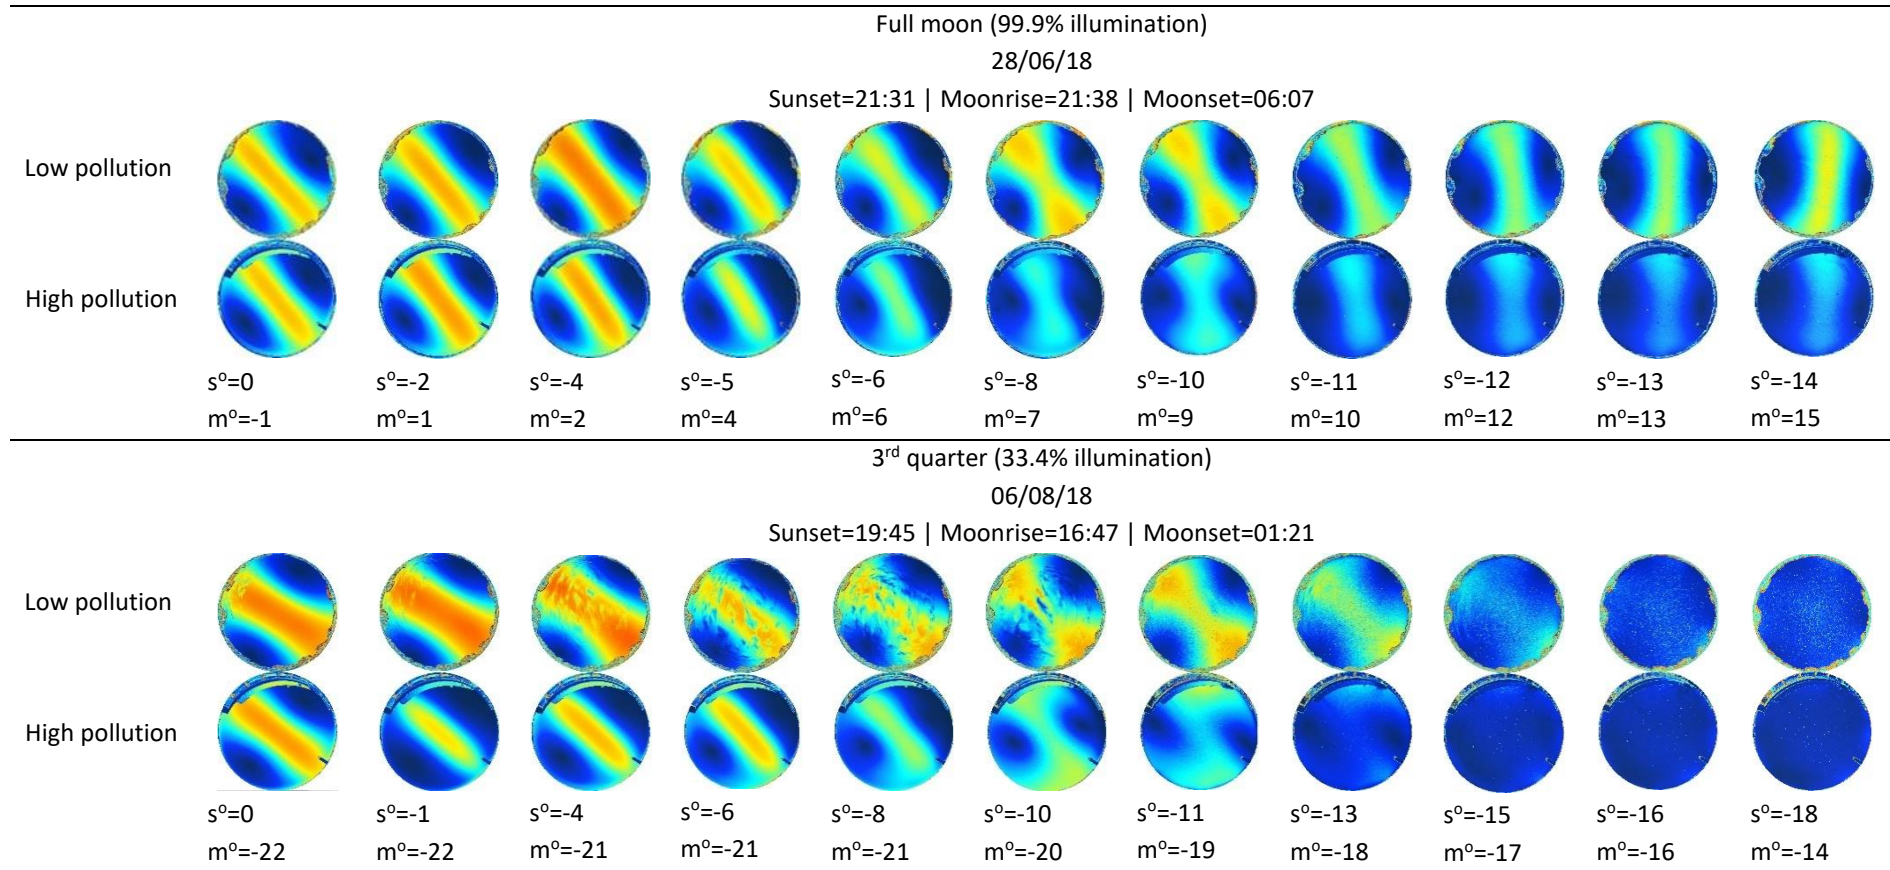 Full moon (99.9% illumination)
28/06/18
Sunset=21:31 | Moonrise=21:38 | Moonset=06:07
Low pollution
High pollution
s°=0 s°=-2 s°=-4 s°=-5 s°=-6 s°=-8 s°=-10 s°=-11 s°=-12 s°=-13 s°=-14
m°=-1 m°=1 m°=2 m°=4 m°=6 m°=7 m°=9 m°=10 m°=12 m°=13 m°=15
3rd quarter (33.4% illumination)
06/08/18
Sunset=19:45 | Moonrise=16:47 | Moonset=01:21
Low pollution
High pollution
s°=0 s°=-1 s°=-4 s°=-6 s°=-8 s°=-10 s°=-11 s°=-13 s°=-15 s°=-16 s°=-18
m°=-22 m°=-22 m°=-21 m°=-21 m°=-21 m°=-20 m°=-19 m°=-18 m°=-17 m°=-16 m°=-14